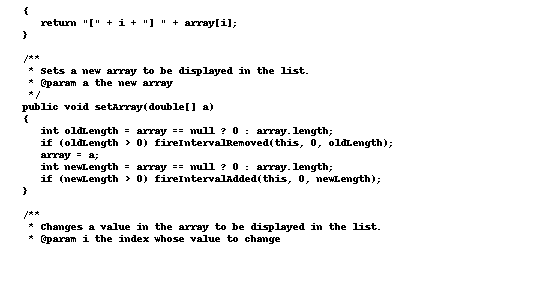 {
return "[" + i + "] " + array[i];
}
/**
* Sets a new array to be displayed in the list.
* @param a the new array
*/
public void setArray(double[] a)
{
int oldLength = array == null ? 0 : array.length;
if (oldLength > 0) fireIntervalRemoved(this, 0, oldLength);
array = a;
int newLength = array == null ? 0 : array.length;
if (newLength > 0) fireIntervalAdded(this, 0, newLength);
}
/**
* Changes a value in the array to be displayed in the list.
* @param i the index whose value to change